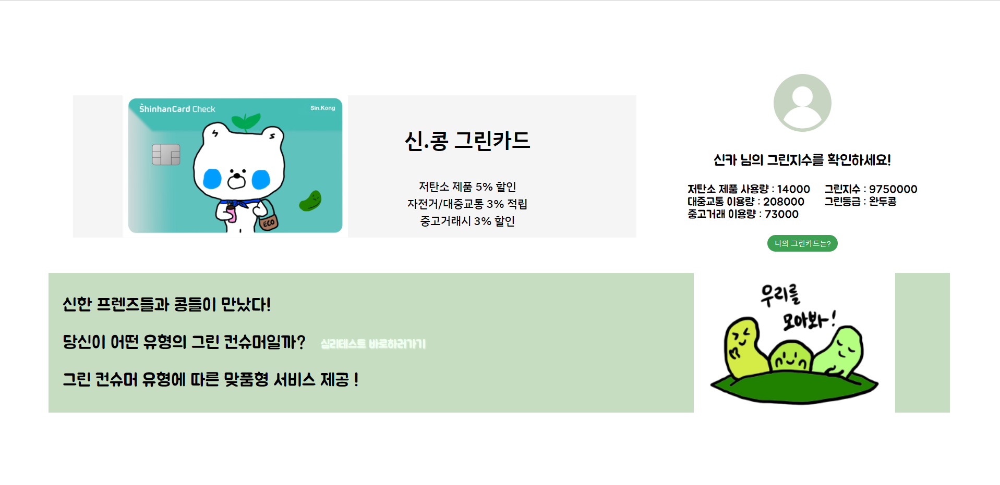 ShinhanCard Check
Sin.Kong
ECO
신.콩 그린카드
저탄소 제품 5% 할인
자전거/대중교통 3% 적립
중고거래시 3% 할인
신카 님의 그린지수를 확인하세요!
저탄소 제품 사용량 : 14000
대중교통 이용량 : 208000
중고거래 이용량 : 73000
그린지수 : 9750000
그린등급 : 완두콩
나의 그린카드는?
신한 프렌즈들과 콩들이 만났다!
당신이 어떤 유형의 그린 컨슈머일까? 심리테스트 바로하러가기
그린 컨슈머 유형에 따른 맞품형 서비스 제공 !
우리를
모아봐!